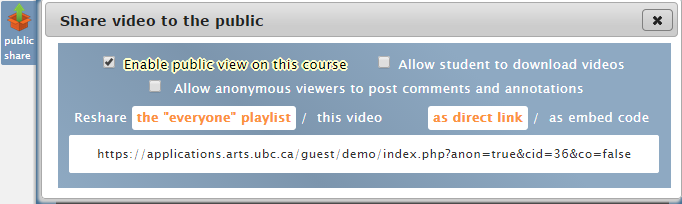 Share video to the public
public
share
Enable public view on this course Allow student to download videos
Allow anonymous viewers to post comments and annotations
Reshare the "everyone" playlist / this video as direct link / as embed code
https://applications.arts.ubc.ca/guest/demo/index.php?anon=true&cid=36&co=false